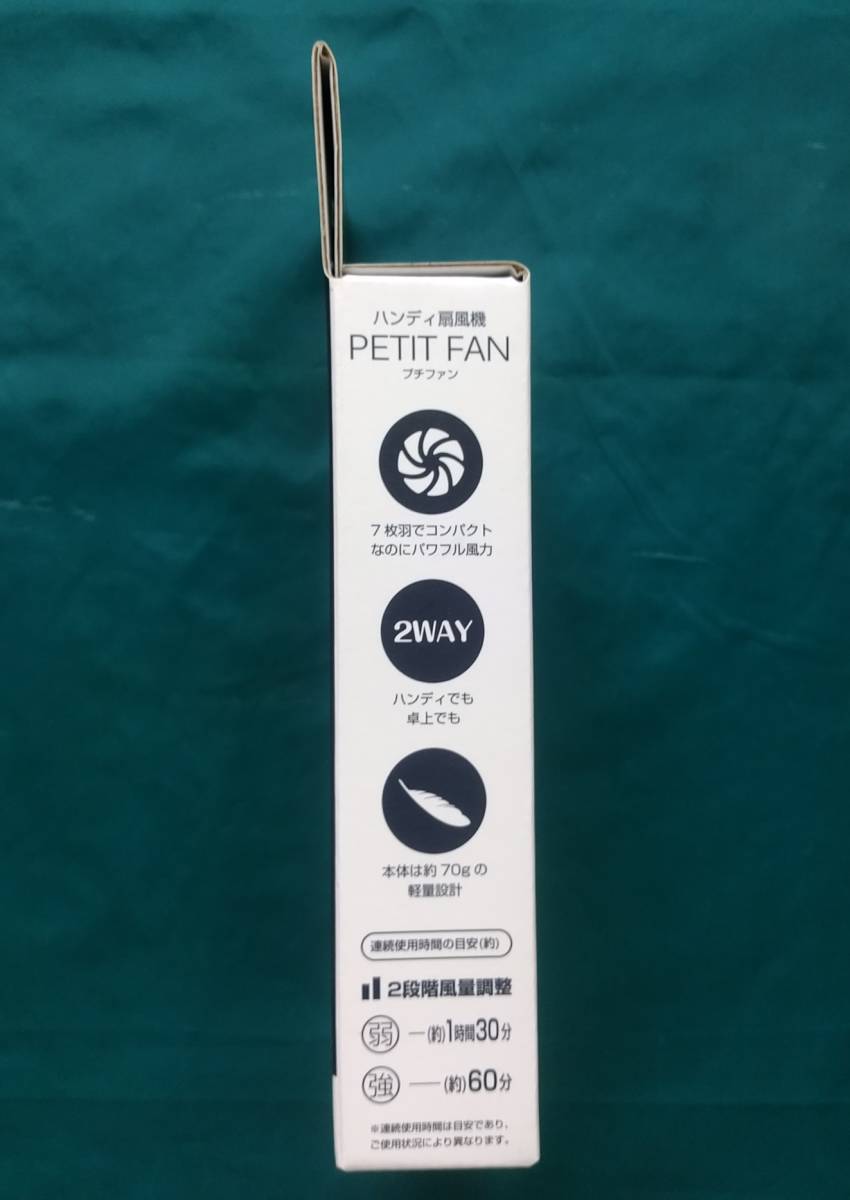 ハンディ扇風機
PETIT FAN
プチファン
7枚羽でコンパクト
なのにパワフル風力
2WAY
ハンディでも
卓上でも
本体は約70gの
軽量設計
連続使用時間の目安(約)
2段階風量調整
弱 (約)1時間30分
強 (約)60分
※連続使用時間は目安であり、
ご使用状況により異なります。